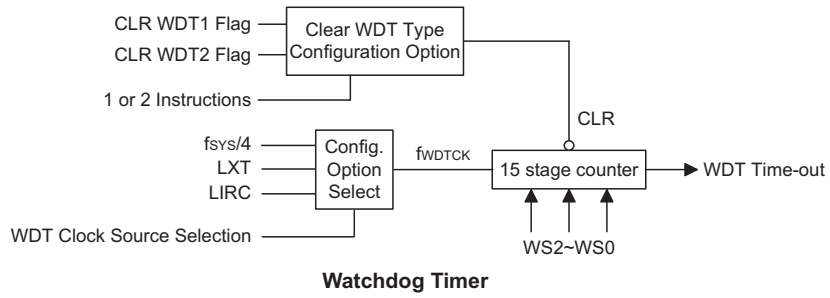 CLR WDT1 Flag
CLR WDT2 Flag
Clear WDT Type
Configuration Option
1 or 2 Instructions
CLR
fSYS/4
LXT
LIRC
Config.
Option
Select
fWDTCK
15 stage counter
WDT Time-out
WDT Clock Source Selection
WS2~WS0
Watchdog Timer